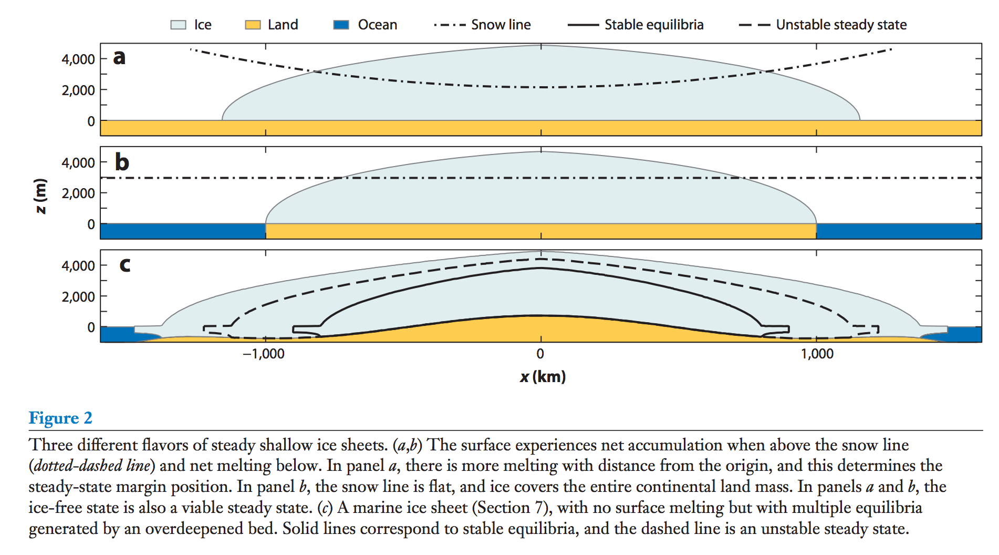 Ice Land Ocean Snow line Stable equilibria Unstable steady state
a
4,000
2,000
0
b
4,000
2,000
0
z (m)
c
4,000
2,000
0
−1,000 0 1,000
x (km)
Figure 2
Three different flavors of steady shallow ice sheets. (a,b) The surface experiences net accumulation when above the snow line
(dotted-dashed line) and net melting below. In panel a, there is more melting with distance from the origin, and this determines the
steady-state margin position. In panel b, the snow line is flat, and ice covers the entire continental land mass. In panels a and b, the
ice-free state is also a viable steady state. (c) A marine ice sheet (Section 7), with no surface melting but with multiple equilibria
generated by an overdeepened bed. Solid lines correspond to stable equilibria, and the dashed line is an unstable steady state.